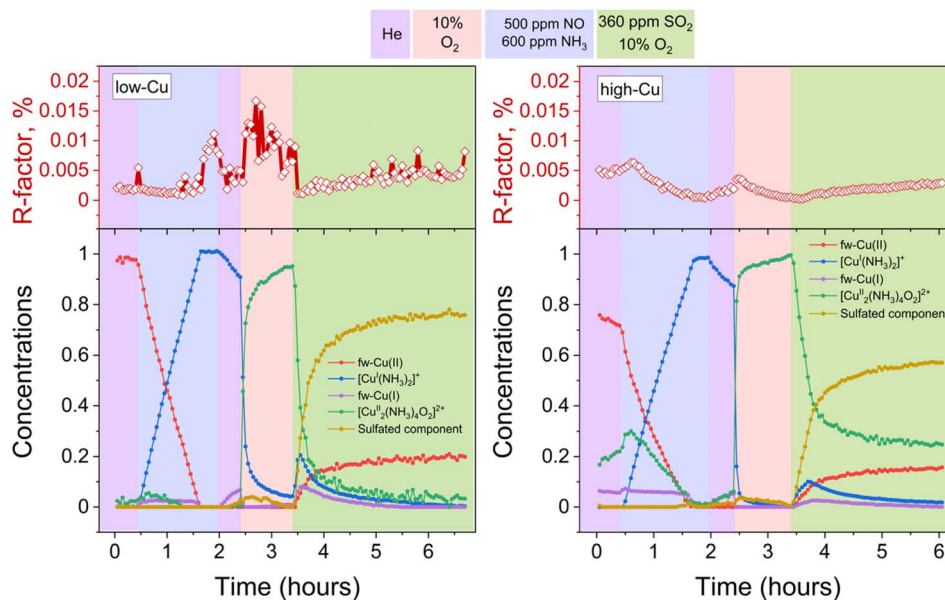 He
10%
O₂
500 ppm NO
600 ppm NH₃
360 ppm SO₂
10% O₂
low-Cu
R-factor, %
0.02
0.015
0.01
0.005
0
high-Cu
R-factor, %
0.02
0.015
0.01
0.005
0
Concentrations
1
0.8
0.6
0.4
0.2
0
fw-Cu(II)
[Cuᴵ(NH₃)₂]⁺
fw-Cu(I)
[Cuᴵᴵ₂(NH₃)₄O₂]²⁺
Sulfated component
0 1 2 3 4 5 6
Time (hours)
Concentrations
1
0.8
0.6
0.4
0.2
0
fw-Cu(II)
[Cuᴵ(NH₃)₂]⁺
fw-Cu(I)
[Cuᴵᴵ₂(NH₃)₄O₂]²⁺
Sulfated component
0 1 2 3 4 5 6
Time (hours)